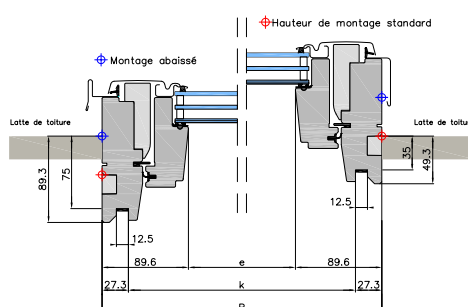 Hauteur de montage standard
Montage abaissé
Latte de toiture
Latte de toitu
89.3
75
35
49.3
12.5
12.5
89.6
e
89.6
27.3
k
27.3